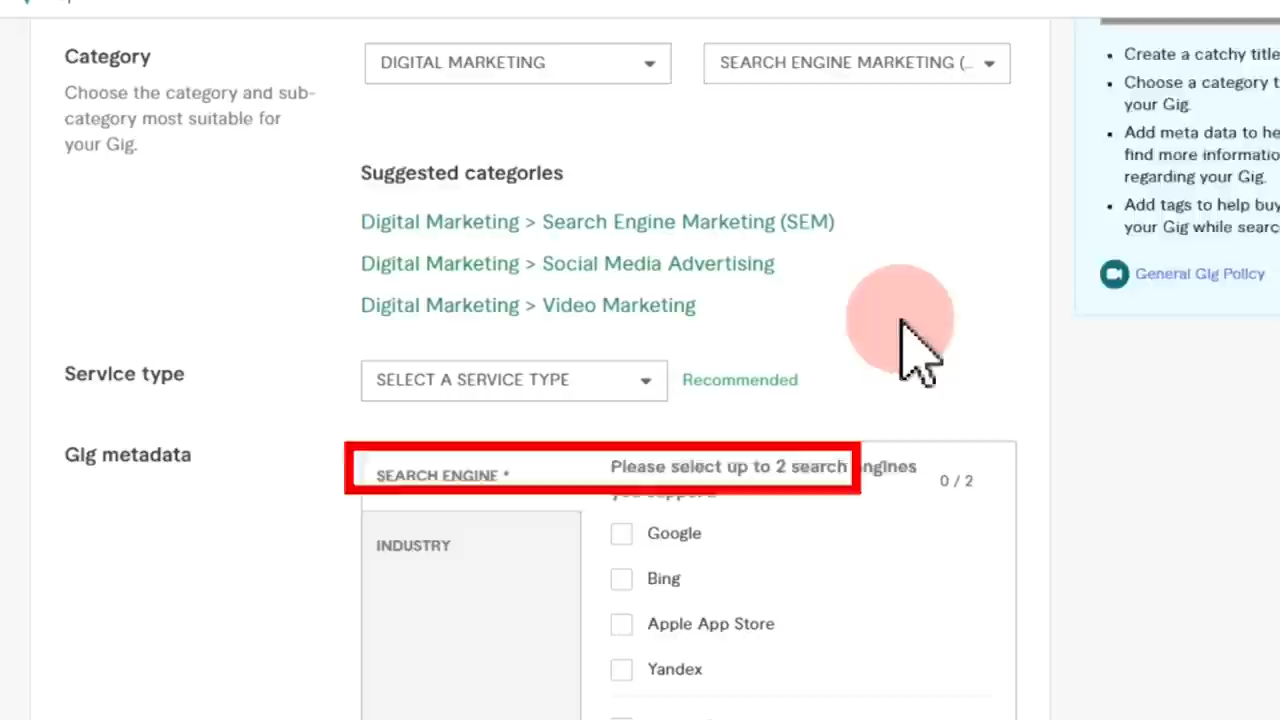 Category
DIGITAL MARKETING
SEARCH ENGINE MARKETING (...
Choose the category and sub-
category most suitable for
your Gig.
Suggested categories
Digital Marketing > Search Engine Marketing (SEM)
Digital Marketing > Social Media Advertising
Digital Marketing > Video Marketing
Service type
SELECT A SERVICE TYPE
Recommended
Gig metadata
SEARCH ENGINE *
Please select up to 2 search engines
you support
0 / 2
INDUSTRY
Google
Bing
Apple App Store
Yandex
• Create a catchy title
• Choose a category t
your Gig.
• Add meta data to he
find more informatio
regarding your Gig.
• Add tags to help buy
your Gig while searc
General Gig Policy